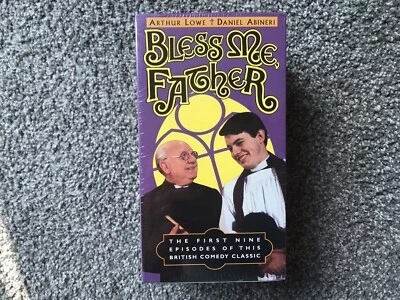 ARTHUR LOWE † DANIEL ABINERI
BLESS ME,
FATHER
THE FIRST NINE
EPISODES OF THIS
BRITISH COMEDY CLASSIC